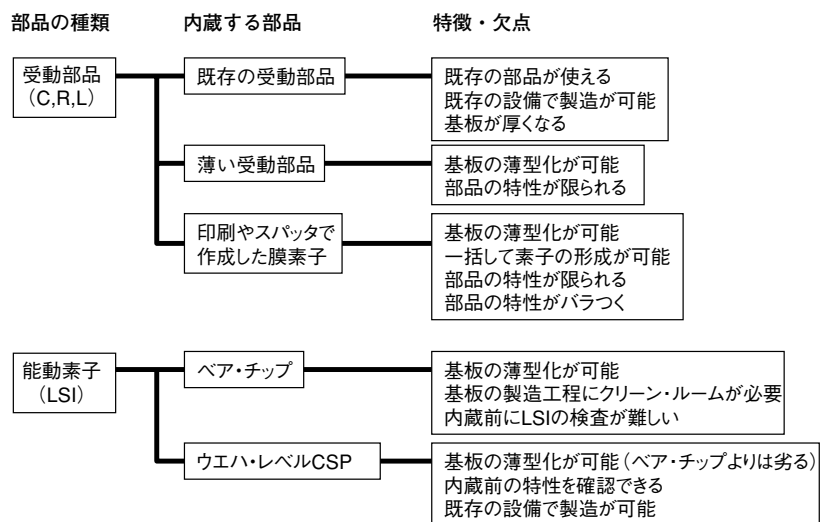 部品の種類
内蔵する部品
特徴・欠点
受動部品
（C,R,L）
既存の受動部品
既存の部品が使える
既存の設備で製造が可能
基板が厚くなる
薄い受動部品
基板の薄型化が可能
部品の特性が限られる
印刷やスパッタで
作成した膜素子
基板の薄型化が可能
一括して素子の形成が可能
部品の特性が限られる
部品の特性がバラつく
能動素子
（LSI）
ベア・チップ
基板の薄型化が可能
基板の製造工程にクリーン・ルームが必要
内蔵前にLSIの検査が難しい
ウエハ・レベルCSP
基板の薄型化が可能（ベア・チップよりは劣る）
内蔵前の特性を確認できる
既存の設備で製造が可能